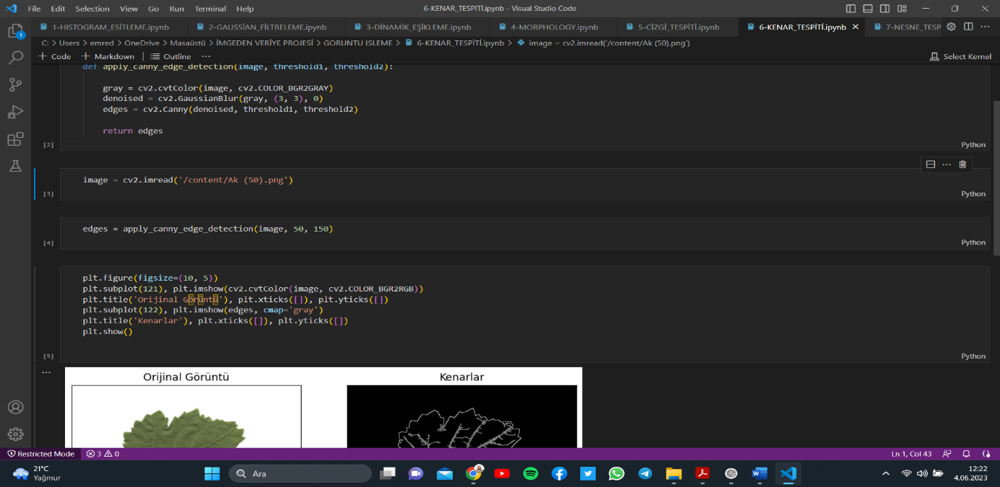 File Edit Selection View Go Run Terminal Help 6-KENAR_TESPİTİ.ipynb - Visual Studio Code
1-HISTOGRAM_ESİTLEME.ipynb 2-GAUSSİAN_FİLTRELEME.ipynb 3-DİNAMİK_EŞİKLEME.ipynb 4-MORPHOLOGY.ipynb 5-CİZGİ_TESPİTİ.ipynb 6-KENAR_TESPİTİ.ipynb 7-NESNE_TESP
C: > Users > emred > OneDrive > Masaüstü > İMGEDEN VERİYE PROJESİ > GORUNTU ISLEME > 6-KENAR_TESPİTİ.ipynb > image = cv2.imread('/content/Ak (50).png')
+ Code + Markdown Outline ··· Select Kernel
def apply_canny_edge_detection(image, threshold1, threshold2):
gray = cv2.cvtColor(image, cv2.COLOR_BGR2GRAY)
denoised = cv2.GaussianBlur(gray, (3, 3), 0)
edges = cv2.Canny(denoised, threshold1, threshold2)
return edges
[2] Python
image = cv2.imread('/content/Ak (50).png')
[3] Python
edges = apply_canny_edge_detection(image, 50, 150)
[4] Python
plt.figure(figsize=(10, 5))
plt.subplot(121), plt.imshow(cv2.cvtColor(image, cv2.COLOR_BGR2RGB))
plt.title('Orijinal Görüntü'), plt.xticks([]), plt.yticks([])
plt.subplot(122), plt.imshow(edges, cmap='gray')
plt.title('Kenarlar'), plt.xticks([]), plt.yticks([])
plt.show()
[5] Python
Orijinal Görüntü Kenarlar
Restricted Mode 3 0 Ln 1, Col 43
21°C
Yağmur
Ara
12:22
4.06.2023